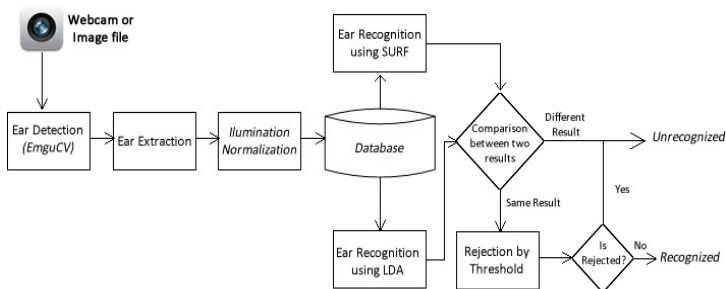 Webcam or
Image file
Ear Detection
(EmguCV)
Ear Extraction
Ilumination
Normalization
Database
Ear Recognition
using SURF
Ear Recognition
using LDA
Comparison
between two
results
Different
Result
Unrecognized
Same Result
Rejection by
Threshold
Is
Rejected?
Yes
No
Recognized